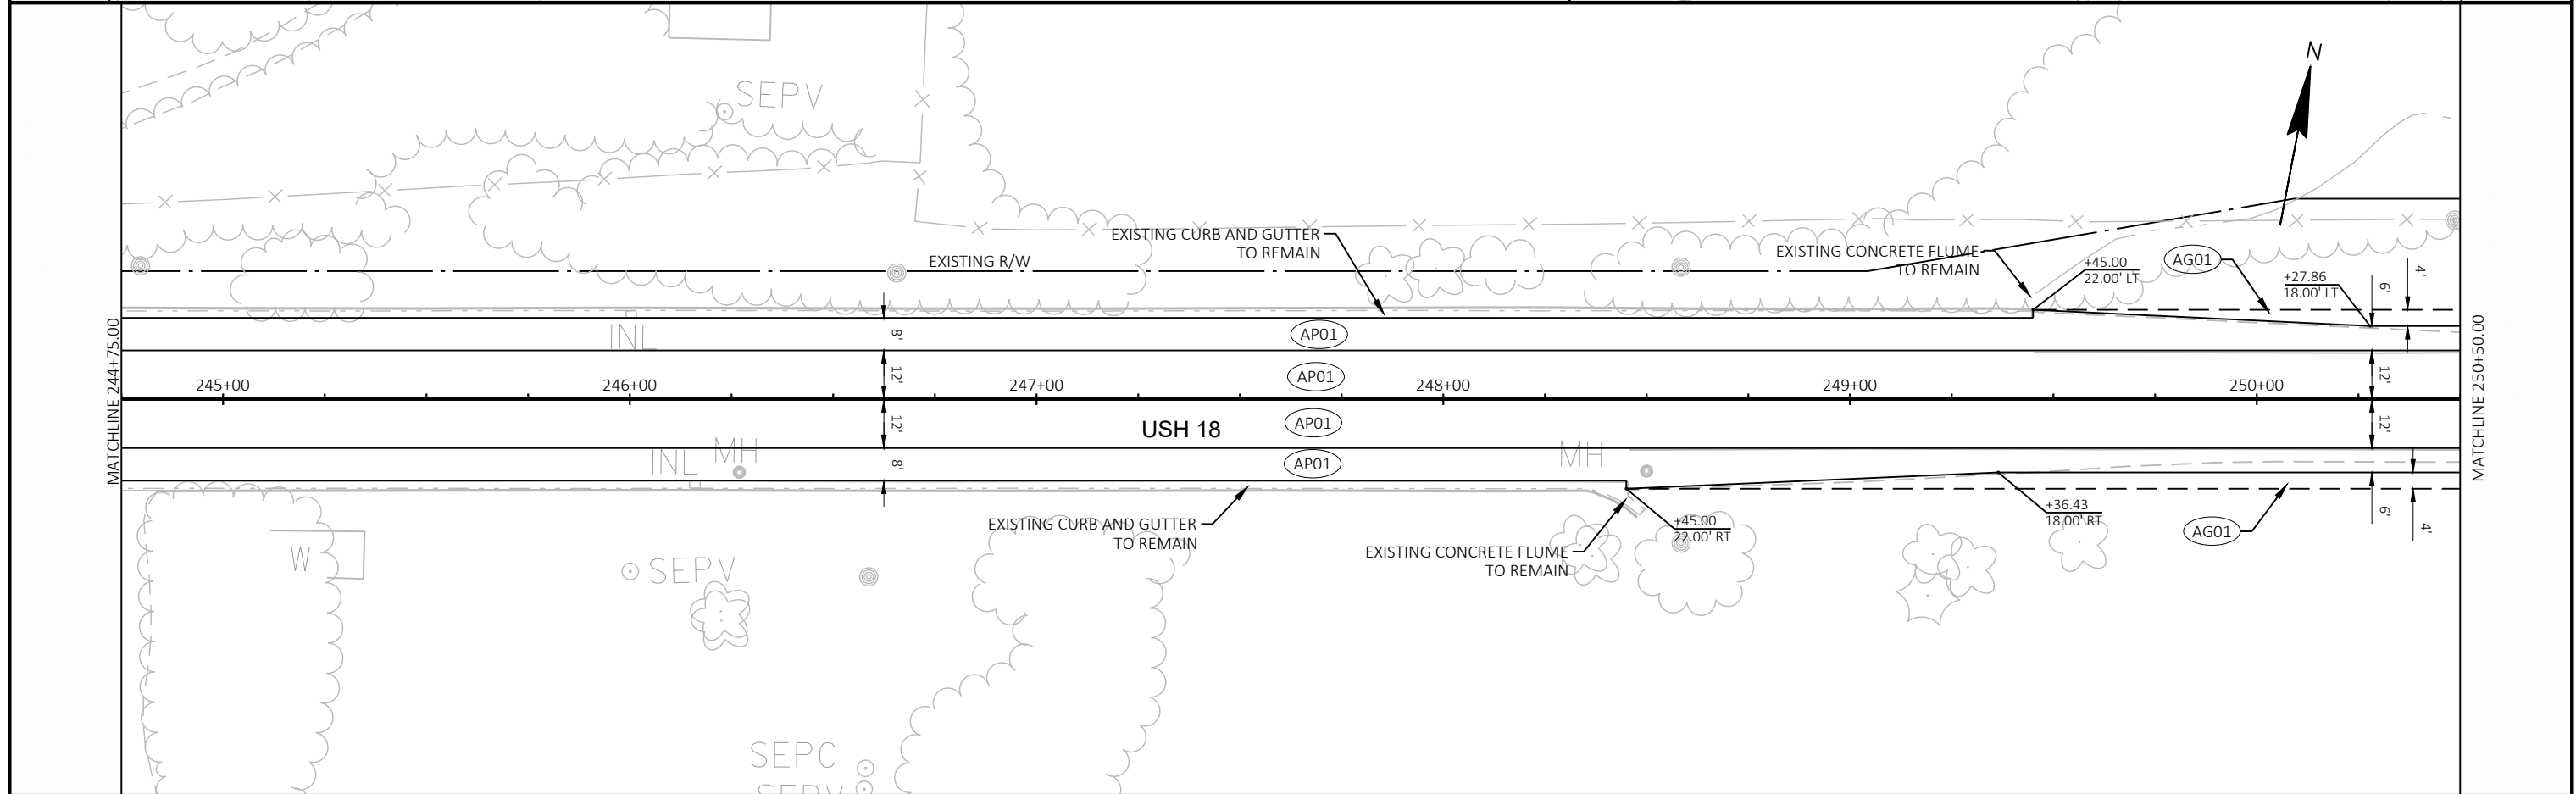 N
SEPV
EXISTING CURB AND GUTTER
TO REMAIN
EXISTING R/W
EXISTING CONCRETE FLUME
TO REMAIN
+45.00
22.00' LT
AG01
+27.86
18.00' LT
6'
4'
INL
8'
AP01
MATCHLINE 244+75.00
MATCHLINE 250+50.00
12'
AP01
12'
245+00
246+00
247+00
248+00
249+00
250+00
12'
USH 18
AP01
12'
INL
MH
8'
AP01
MH
EXISTING CURB AND GUTTER
TO REMAIN
EXISTING CONCRETE FLUME
TO REMAIN
+45.00
22.00' RT
+36.43
18.00' RT
AG01
6'
4'
W
SEPV
SEPC
SEPV